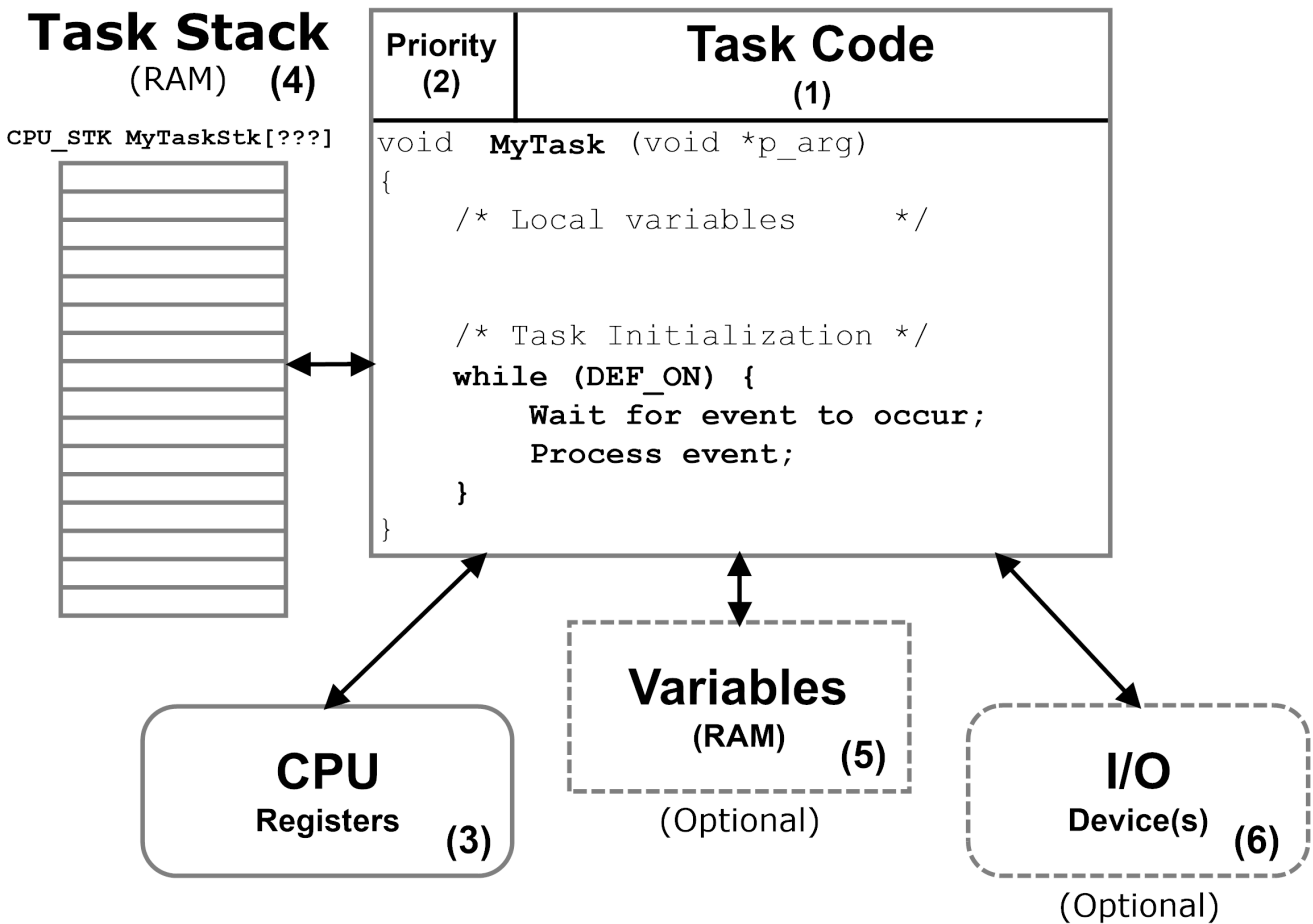 Task Stack
(RAM) (4)
CPU_STK MyTaskStk[???]
Priority
(2)
Task Code
(1)
void MyTask (void *p_arg)
{
/* Local variables */
/* Task Initialization */
while (DEF_ON) {
Wait for event to occur;
Process event;
}
}
CPU
Registers
(3)
Variables
(RAM)
(5)
(Optional)
I/O
Device(s)
(6)
(Optional)